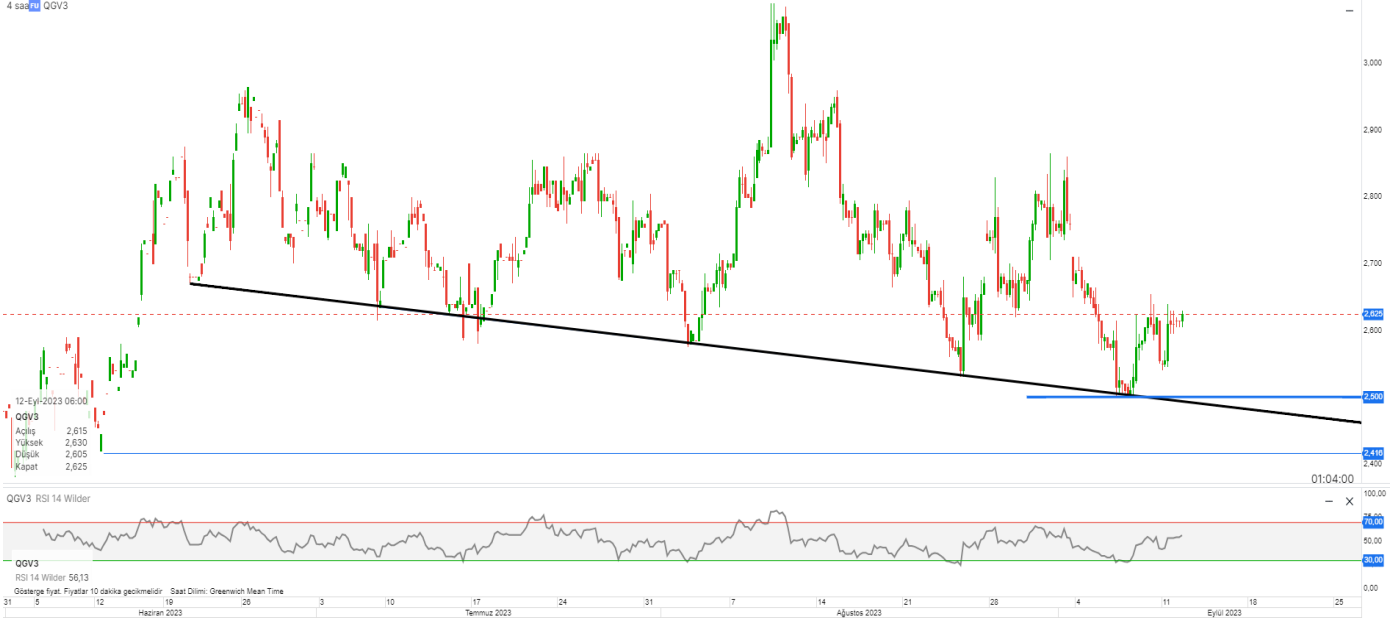 4 saa FU QGV3
3,000
2,900
2,800
2,700
2,625
2,600
2,500
2,416
2,400
12-Eyl-2023 06:00
QGV3
Açılış 2,615
Yüksek 2,630
Düşük 2,605
Kapat 2,625
01:04:00
QGV3 RSI 14 Wilder
100,00
70,00
50,00
30,00
0,00
QGV3
RSI 14 Wilder 56,13
Gösterge fiyat. Fiyatlar 10 dakika gecikmelidir Saat Dilimi: Greenwich Mean Time
31 5 12 19 26 3 10 17 24 31 7 14 21 28 4 11 18 25
Haziran 2023 Temmuz 2023 Ağustos 2023 Eylül 2023